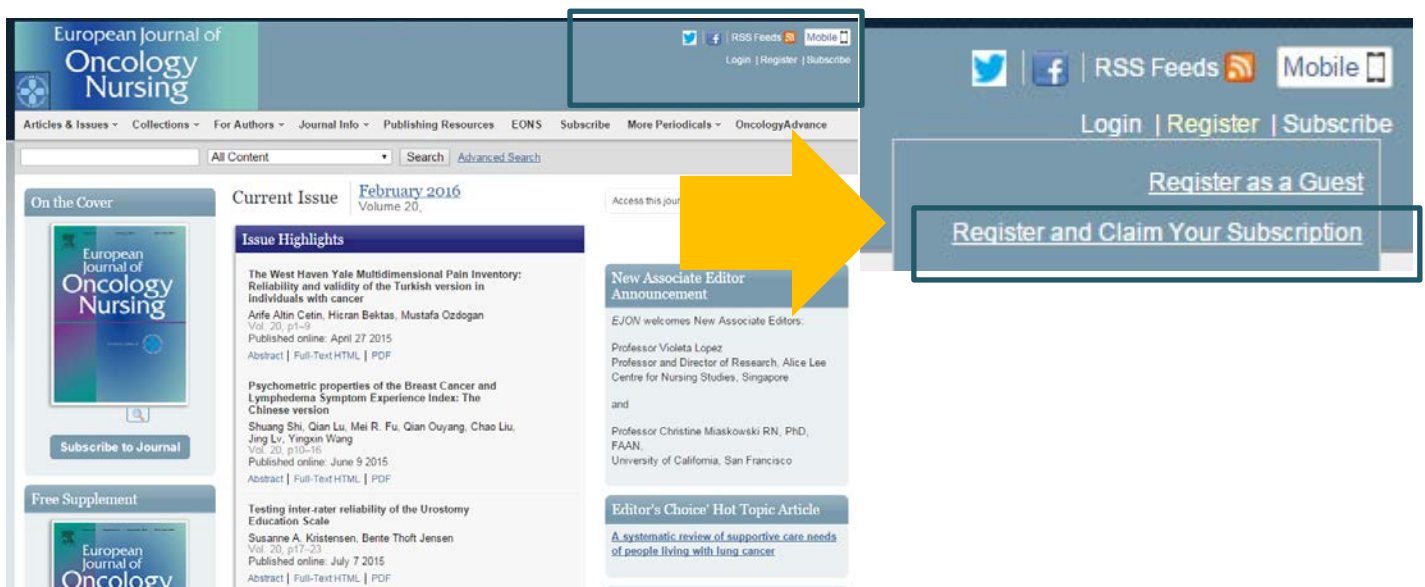 European Journal of
Oncology
Nursing
RSS Feeds Mobile
Login | Register | Subscribe
Articles & Issues Collections For Authors Journal Info Publishing Resources EONS Subscribe More Periodicals OncologyAdvance
All Content Search Advanced Search
On the Cover
European
Journal of
Oncology
Nursing
Subscribe to Journal
Free Supplement
European
Journal of
Oncology
Current Issue
February 2016
Volume 20,
Issue Highlights
The West Haven Yale Multidimensional Pain Inventory:
Reliability and validity of the Turkish version in
individuals with cancer
Arife Altin Cetin, Hicran Bektas, Mustafa Ozdogan
Vol. 20, p1–9
Published online: April 27 2015
Abstract | Full-Text HTML | PDF
Psychometric properties of the Breast Cancer and
Lymphedema Symptom Experience Index: The
Chinese version
Shuang Shi, Qian Lu, Mei R. Fu, Qian Ouyang, Chao Liu,
Jing Lv, Yingxin Wang
Vol. 20, p10–16
Published online: June 9 2015
Abstract | Full-Text HTML | PDF
Testing inter-rater reliability of the Urostomy
Education Scale
Susanne A. Kristensen, Bente Thoft Jensen
Vol. 20, p17–23
Published online: July 7 2015
Abstract | Full-Text HTML | PDF
Access this jour
New Associate Editor
Announcement
EJON welcomes New Associate Editors:
Professor Violeta Lopez
Professor and Director of Research, Alice Lee
Centre for Nursing Studies, Singapore
and
Professor Christine Miaskowski RN, PhD,
FAAN,
University of California, San Francisco
Editor's Choice' Hot Topic Article
A systematic review of supportive care needs
of people living with lung cancer
RSS Feeds Mobile
Login | Register | Subscribe
Register as a Guest
Register and Claim Your Subscription